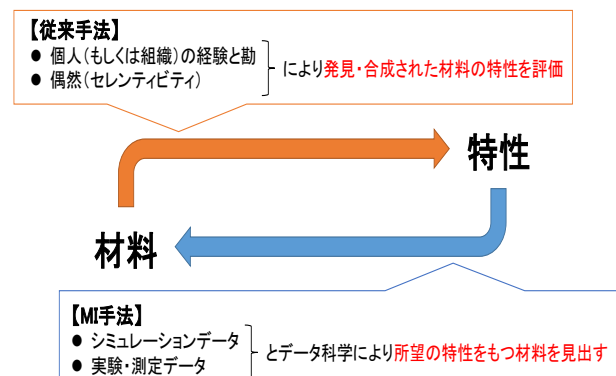 【従来手法】
● 個人(もしくは組織)の経験と勘
● 偶然(セレンティビティ)
により発見・合成された材料の特性を評価
特性
材料
【MI手法】
● シミュレーションデータ
● 実験・測定データ
とデータ科学により所望の特性をもつ材料を見出す